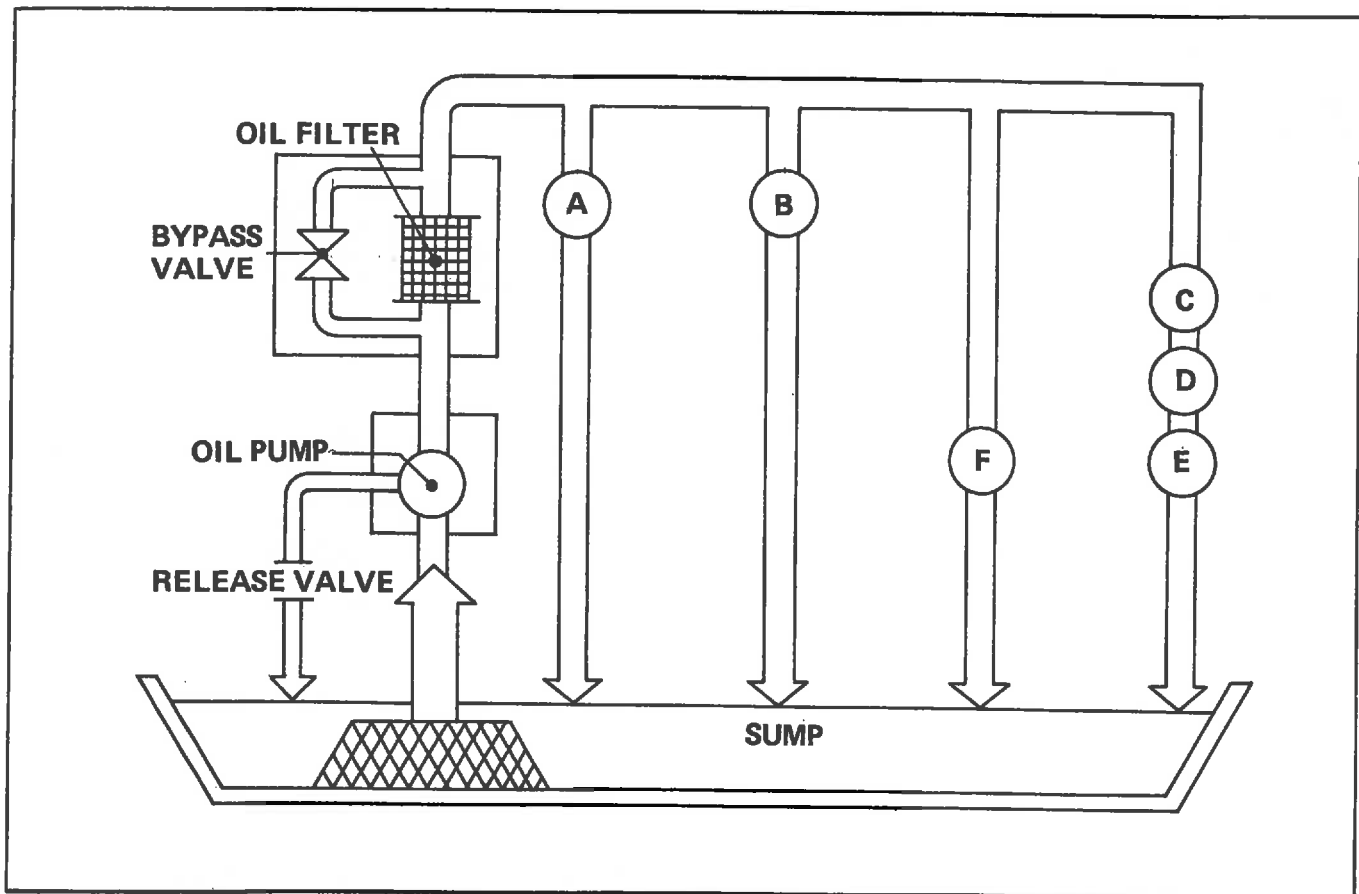 OIL FILTER
BYPASS
VALVE
A
B
C
D
E
F
OIL PUMP
RELEASE VALVE
SUMP